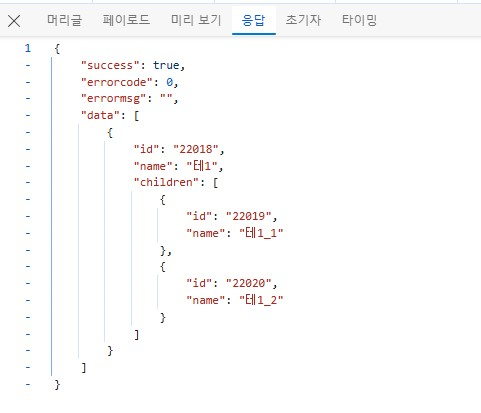 머리글 페이로드 미리 보기 응답 초기자 타이밍
1 {
- "success": true,
- "errorcode": 0,
- "errormsg": "",
- "data": [
- {
- "id": "22018",
- "name": "테1",
- "children": [
- {
- "id": "22019",
- "name": "테1_1"
- },
- {
- "id": "22020",
- "name": "테1_2"
- }
- ]
- }
- ]
- }